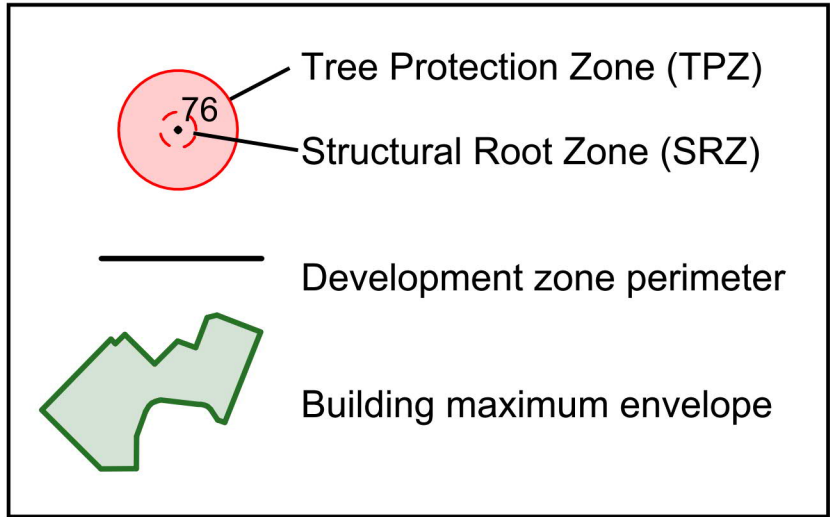 Tree Protection Zone (TPZ)
76
Structural Root Zone (SRZ)
Development zone perimeter
Building maximum envelope